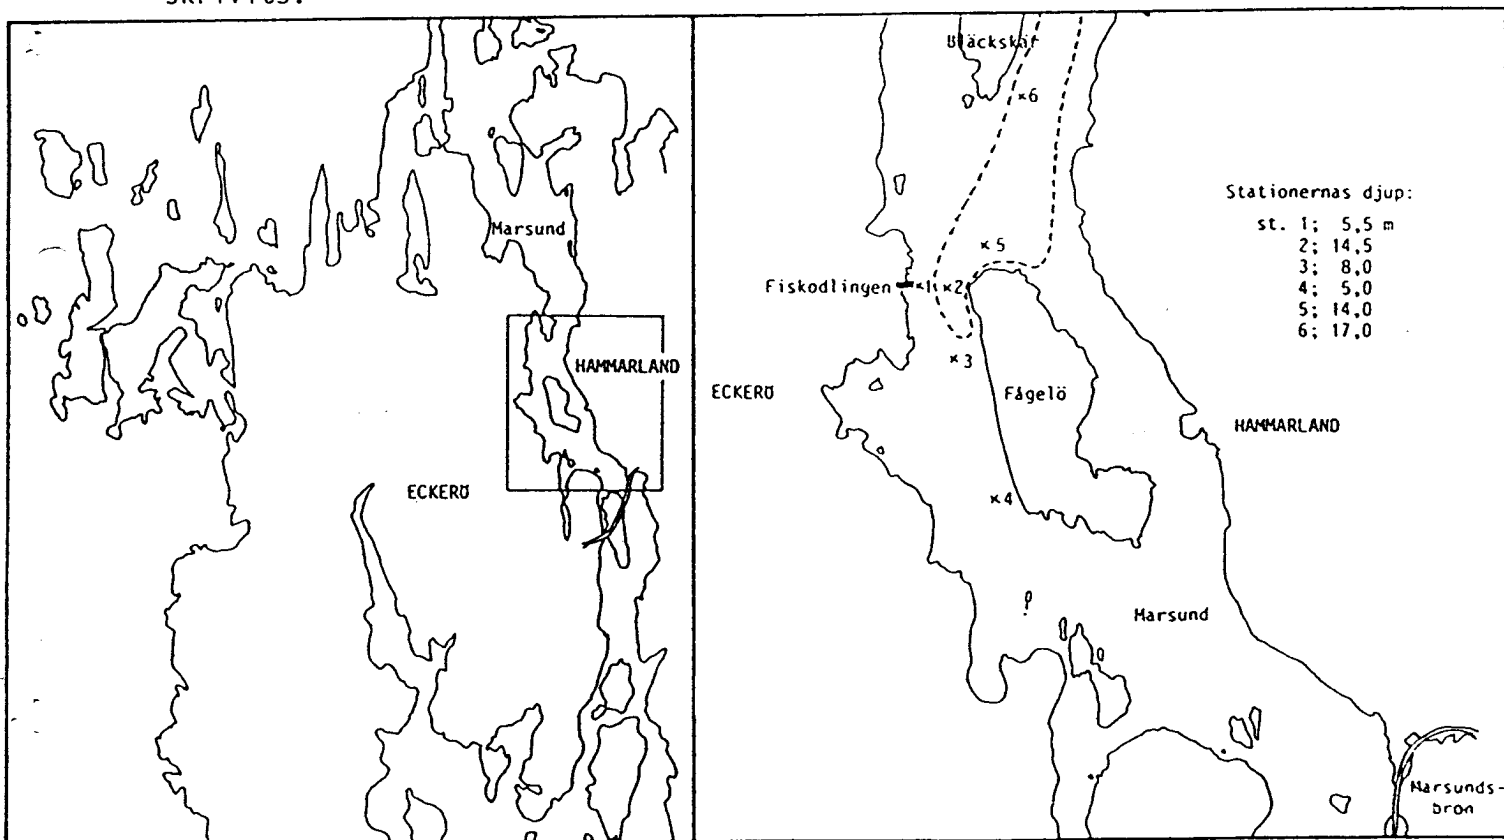 Marsund
HAMMARLAND
ECKERÖ
Bläckskär
×6
Stationernas djup:
st. 1; 5,5 m
2; 14,5
3; 8,0
4; 5,0
5; 14,0
6; 17,0
×5
Fiskodlingen ×1 ×2
×3
ECKERÖ
Fågelö
HAMMARLAND
×4
Marsund
Marsunds-
bron